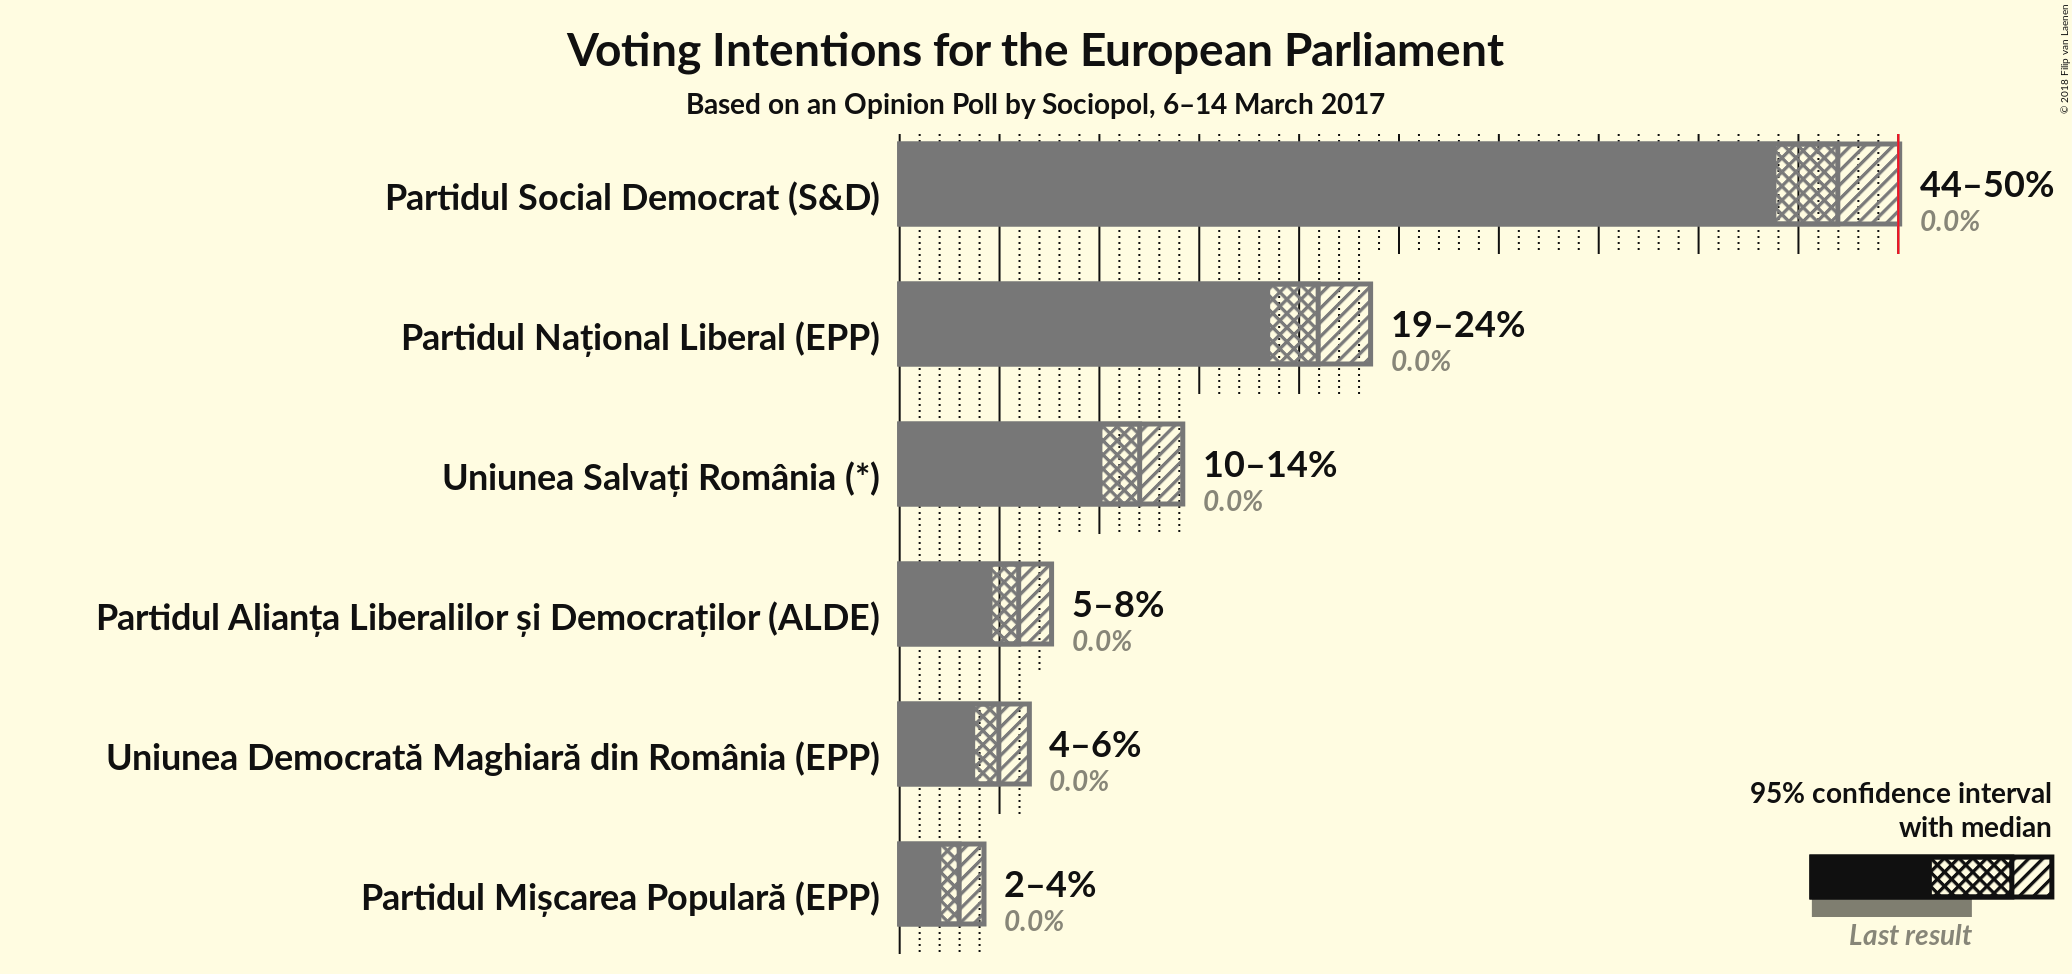 Voting Intentions for the European Parliament
Based on an Opinion Poll by Sociopol, 6–14 March 2017
© 2018 Filip van Laenen
Partidul Social Democrat (S&D)
44–50%
0.0%
Partidul Național Liberal (EPP)
19–24%
0.0%
Uniunea Salvați România (*)
10–14%
0.0%
Partidul Alianța Liberalilor și Democraților (ALDE)
5–8%
0.0%
Uniunea Democrată Maghiară din România (EPP)
4–6%
0.0%
Partidul Mișcarea Populară (EPP)
2–4%
0.0%
95% confidence interval
with median
Last result